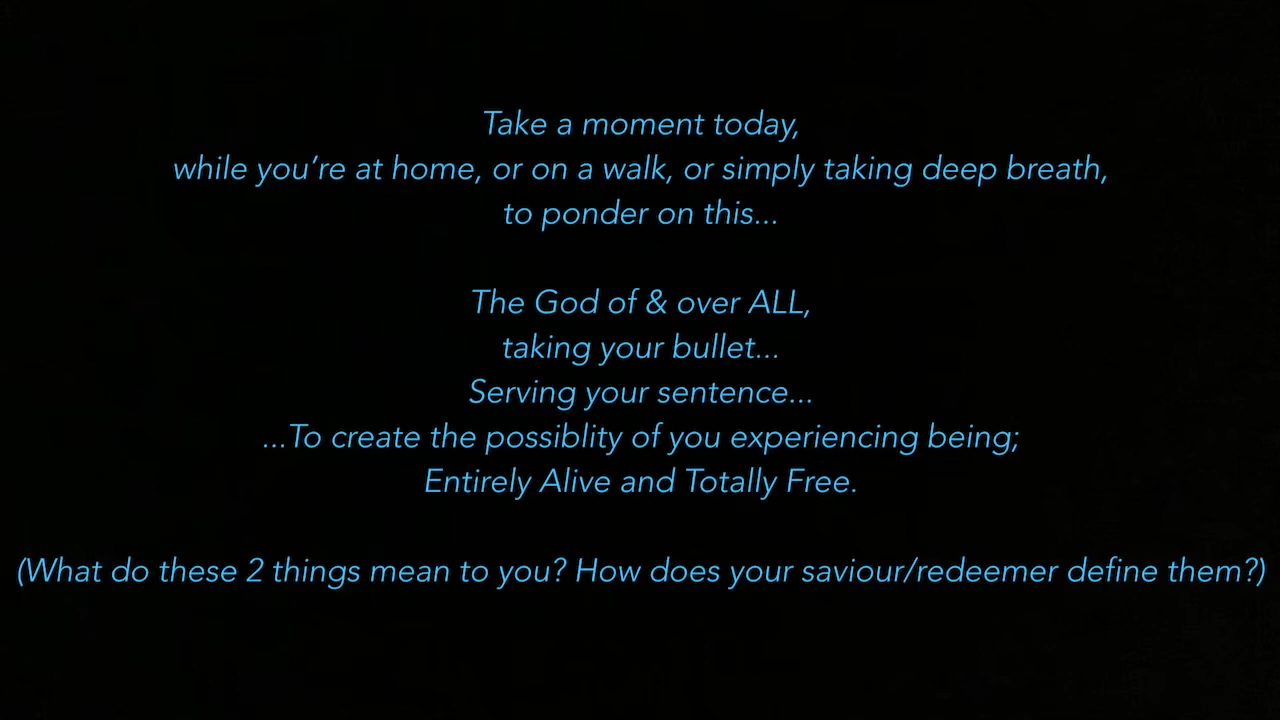 Take a moment today,
while you're at home, or on a walk, or simply taking deep breath,
to ponder on this...
The God of & over ALL,
taking your bullet...
Serving your sentence...
...To create the possiblity of you experiencing being;
Entirely Alive and Totally Free.
(What do these 2 things mean to you? How does your saviour/redeemer define them?)